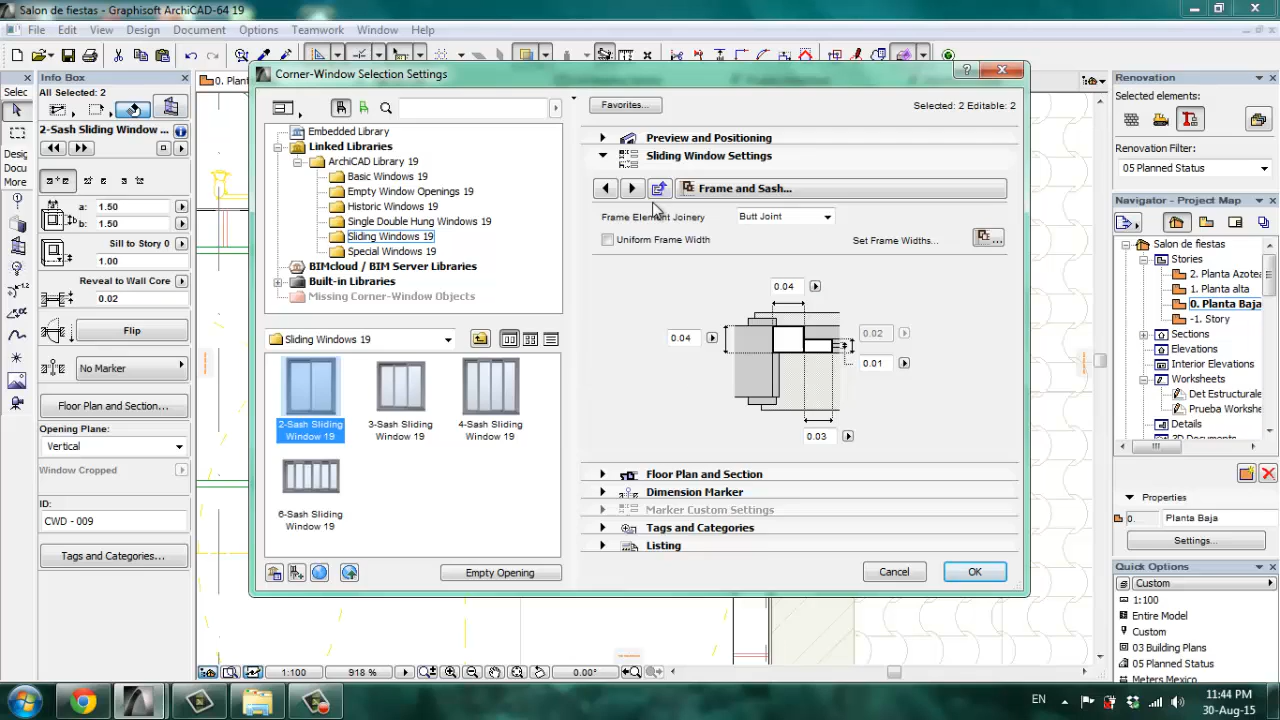 Salon de fiestas - Graphisoft ArchiCAD-64 19
File Edit View Design Options Teamwork Window Help
Selec
Desig
Desi
More
Info Box
All Selected: 2
2-Sash Sliding Window ...
a: 1.50
b: 1.50
Sill to Story 0
1.00
Reveal to Wall Core
0.02
Flip
No Marker
Floor Plan and Section...
Opening Plane:
Vertical
Window Cropped
ID:
CWD - 009
Tags and Categories...
0. Planta
Corner-Window Selection Settings
Embedded Library
Linked Libraries
ArchiCAD Library 19
Basic Windows 19
Empty Window Openings 19
Historic Windows 19
Single Double Hung Windows 19
Sliding Windows 19
Special Windows 19
BIMcloud / BIM Server Libraries
Built-in Libraries
Missing Corner-Window Objects
Sliding Windows 19
2-Sash Sliding Window 19
3-Sash Sliding Window 19
4-Sash Sliding Window 19
6-Sash Sliding Window 19
Empty Opening
Favorites...
Selected: 2 Editable: 2
Preview and Positioning
Sliding Window Settings
Frame and Sash...
Frame Element Joinery Butt Joint
Uniform Frame Width Set Frame Widths...
0.04
0.04
0.02
0.01
0.03
Floor Plan and Section
Dimension Marker
Marker Custom Settings
Tags and Categories
Listing
Cancel OK
Renovation
Selected elements:
Renovation Filter:
05 Planned Status
Navigator - Project Map
Salon de fiestas
Stories
2. Planta Azotea
1. Planta alta
0. Planta Baja
-1. Story
Sections
Elevations
Interior Elevations
Worksheets
Det Estructurale
Prueba Workshe
Details
3D Documents
Properties
0. Planta Baja
Settings...
Quick Options
Custom
1:100
Entire Model
Custom
03 Building Plans
05 Planned Status
Meters Mexico
1:100 918 % 0.00°
EN
11:44 PM
30-Aug-15